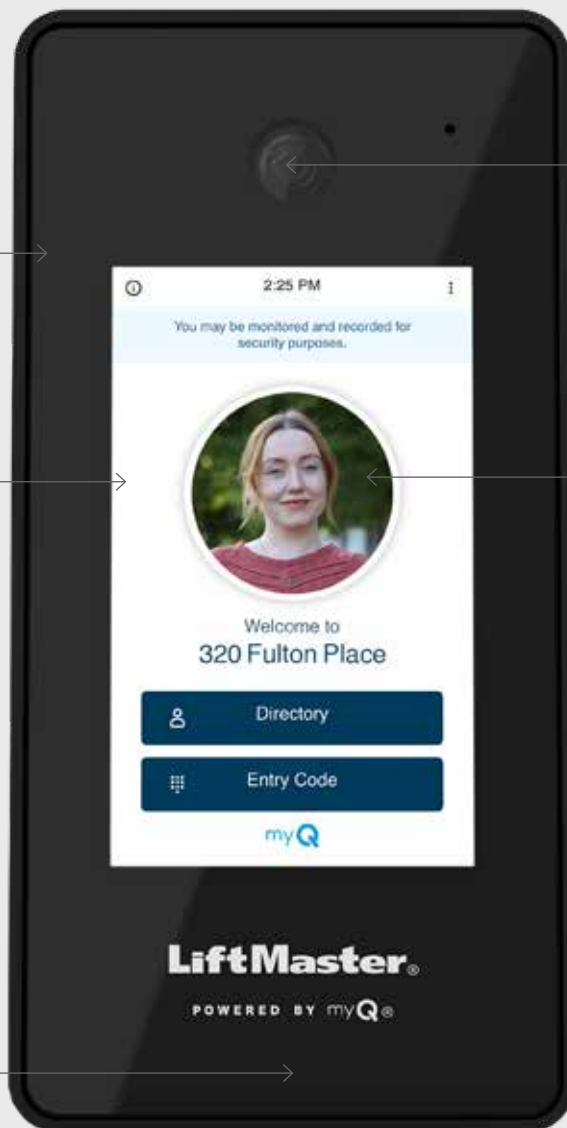 2:25 PM
You may be monitored and recorded for
security purposes.
Welcome to
320 Fulton Place
Directory
Entry Code
myQ
LiftMaster®
POWERED BY myQ®